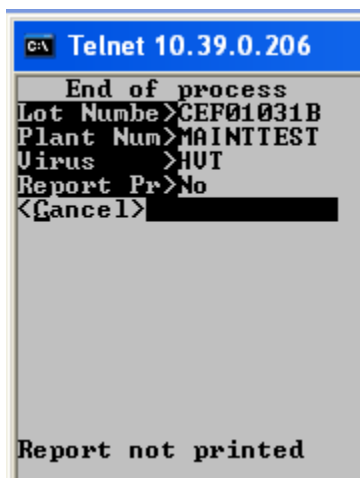 Telnet 10.39.0.206
End of process
Lot Numbe>CEF01031B
Plant Num>MAINTTEST
Virus    >HVT
Report Pr>No
<Cancel>
Report not printed